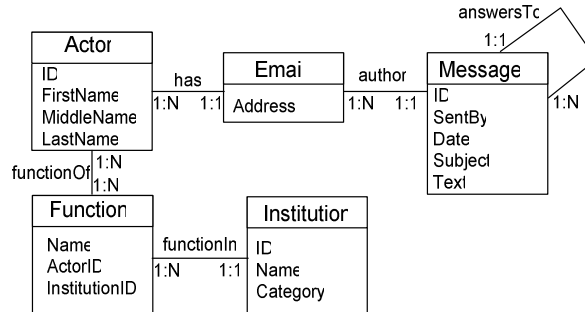 answersTo
Actor
ID
FirstName
MiddleName
LastName
has
1:N
1:1
Emai
Address
author
1:N
1:1
Message
ID
SentBy
Date
Subject
Text
1:1
1:N
functionOf
1:N
1:N
Function
Name
ActorID
InstitutionID
functionIn
1:N
1:1
Institution
ID
Name
Category